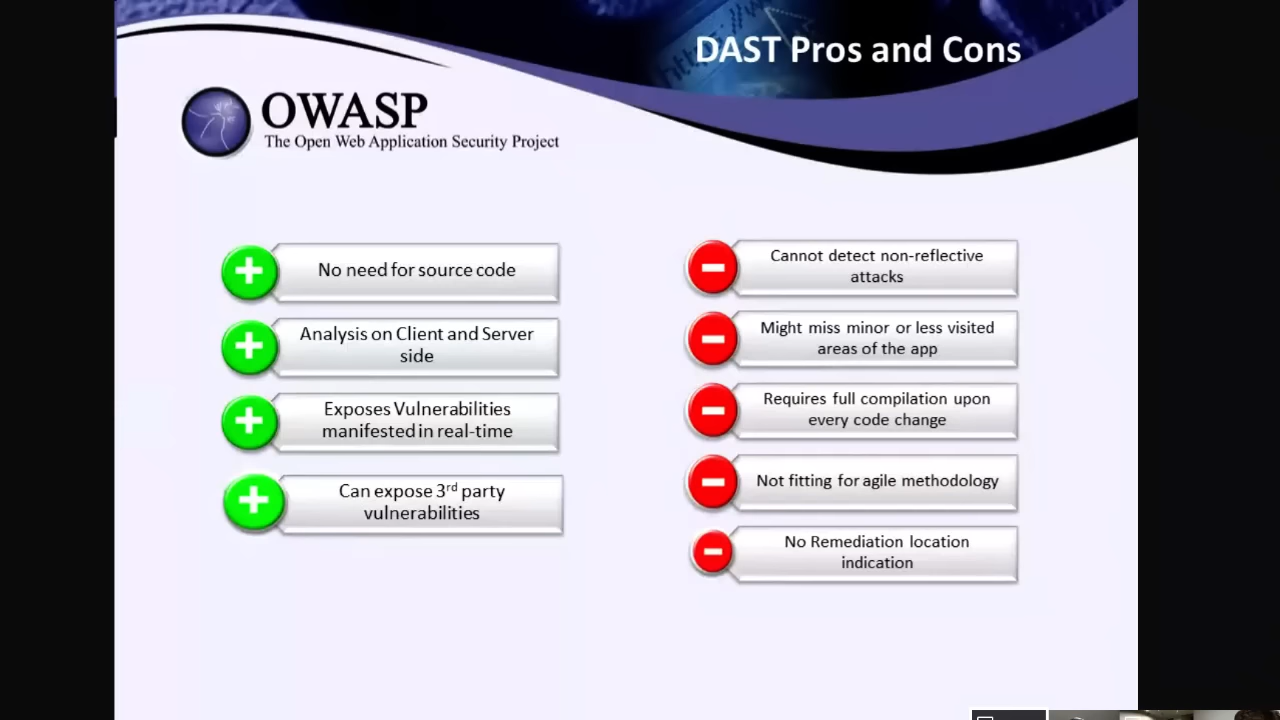 DAST Pros and Cons
OWASP
The Open Web Application Security Project
No need for source code
Analysis on Client and Server
side
Exposes Vulnerabilities
manifested in real-time
Can expose 3rd party
vulnerabilities
Cannot detect non-reflective
attacks
Might miss minor or less visited
areas of the app
Requires full compilation upon
every code change
Not fitting for agile methodology
No Remediation location
indication